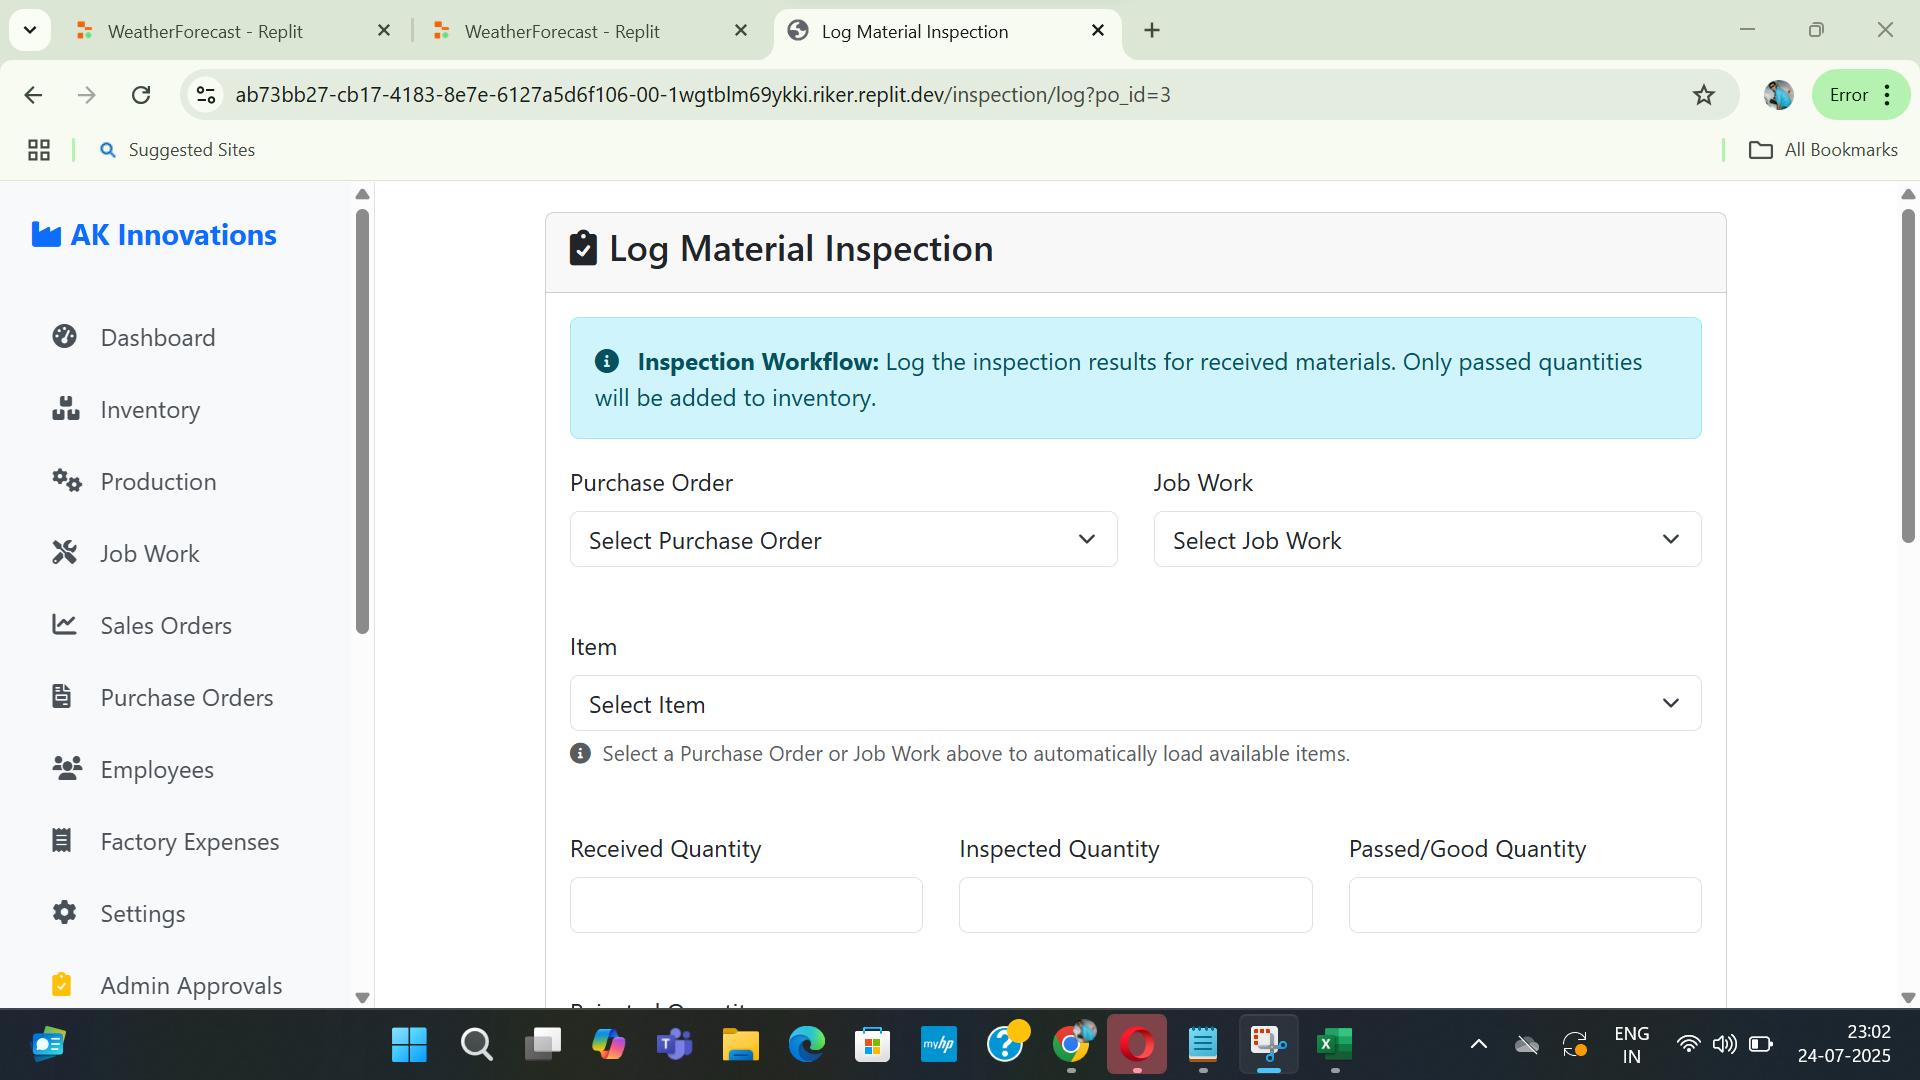 WeatherForecast - Replit
WeatherForecast - Replit
Log Material Inspection
ab73bb27-cb17-4183-8e7e-6127a5d6f106-00-1wgtblm69ykki.riker.replit.dev/inspection/log?po_id=3
Error
Suggested Sites
All Bookmarks
AK Innovations
Dashboard
Inventory
Production
Job Work
Sales Orders
Purchase Orders
Employees
Factory Expenses
Settings
Admin Approvals
Log Material Inspection
Inspection Workflow: Log the inspection results for received materials. Only passed quantities
will be added to inventory.
Purchase Order
Job Work
Select Purchase Order
Select Job Work
Item
Select Item
Select a Purchase Order or Job Work above to automatically load available items.
Received Quantity
Inspected Quantity
Passed/Good Quantity
myhp
ENG
IN
23:02
24-07-2025